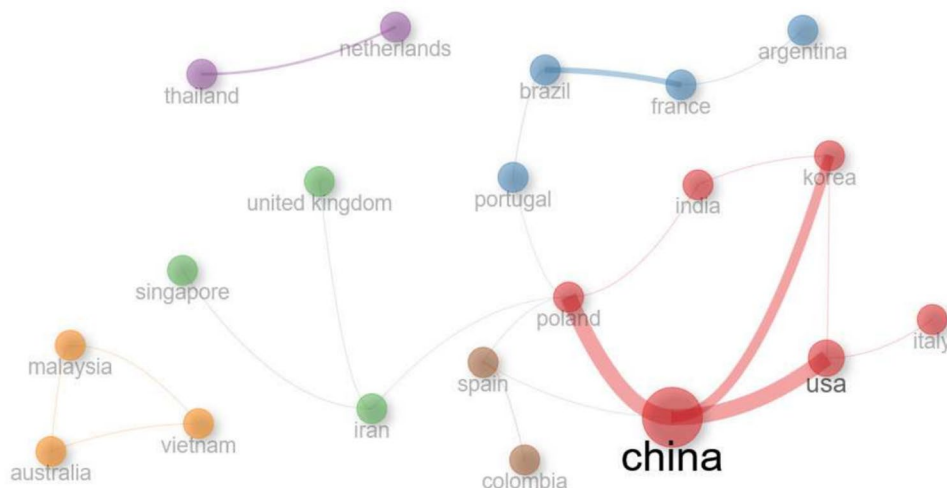 netherlands
argentina
thailand
brazil
france
korea
united kingdom
portugal
india
singapore
poland
italy
malaysia
spain
usa
iran
vietnam
china
australia
colombia